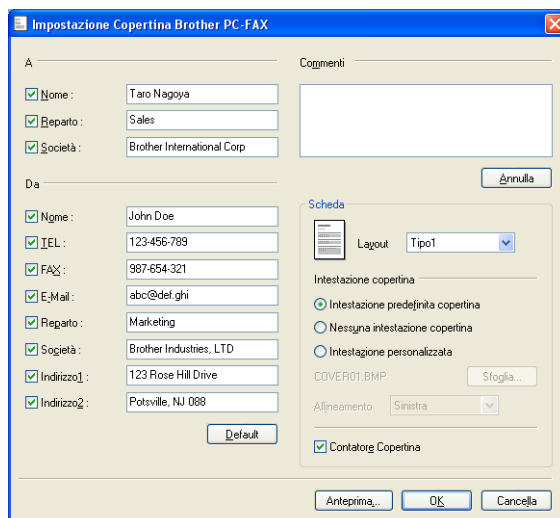 Impostazione Copertina Brother PC-FAX
A
Nome : Taro Nagoya
Reparto : Sales
Società : Brother International Corp
Da
Nome : John Doe
TEL : 123-456-789
FAX : 987-654-321
E-Mail : abc@def.ghi
Reparto : Marketing
Società : Brother Industries, LTD
Indirizzo1 : 123 Rose Hill Drive
Indirizzo2 : Potsville, NJ 088
Default
Commenti
Annulla
Scheda
Layout Tipo1
Intestazione copertina
Intestazione predefinita copertina
Nessuna intestazione copertina
Intestazione personalizzata
COVER01.BMP Sfoglia...
Allineamento Sinistra
Contatore Copertina
Anteprima... OK Cancella